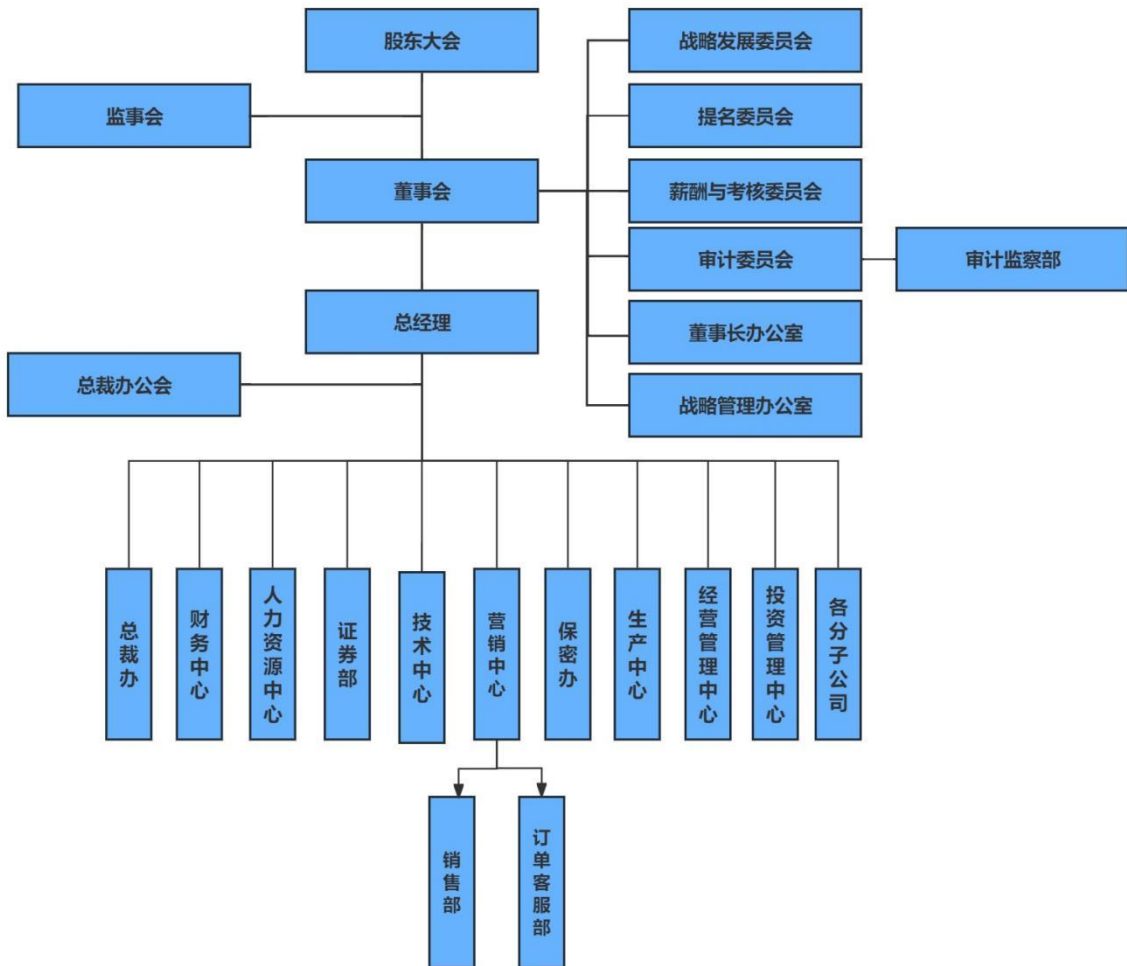 股东大会
战略发展委员会
监事会
提名委员会
董事会
薪酬与考核委员会
审计委员会
审计监察部
总经理
董事长办公室
总裁办公会
战略管理办公室
总裁办
财务中心
人力资源中心
证券部
技术中心
营销中心
保密办
生产中心
经营管理中心
投资管理中心
各分子公司
销售部
订单客服部